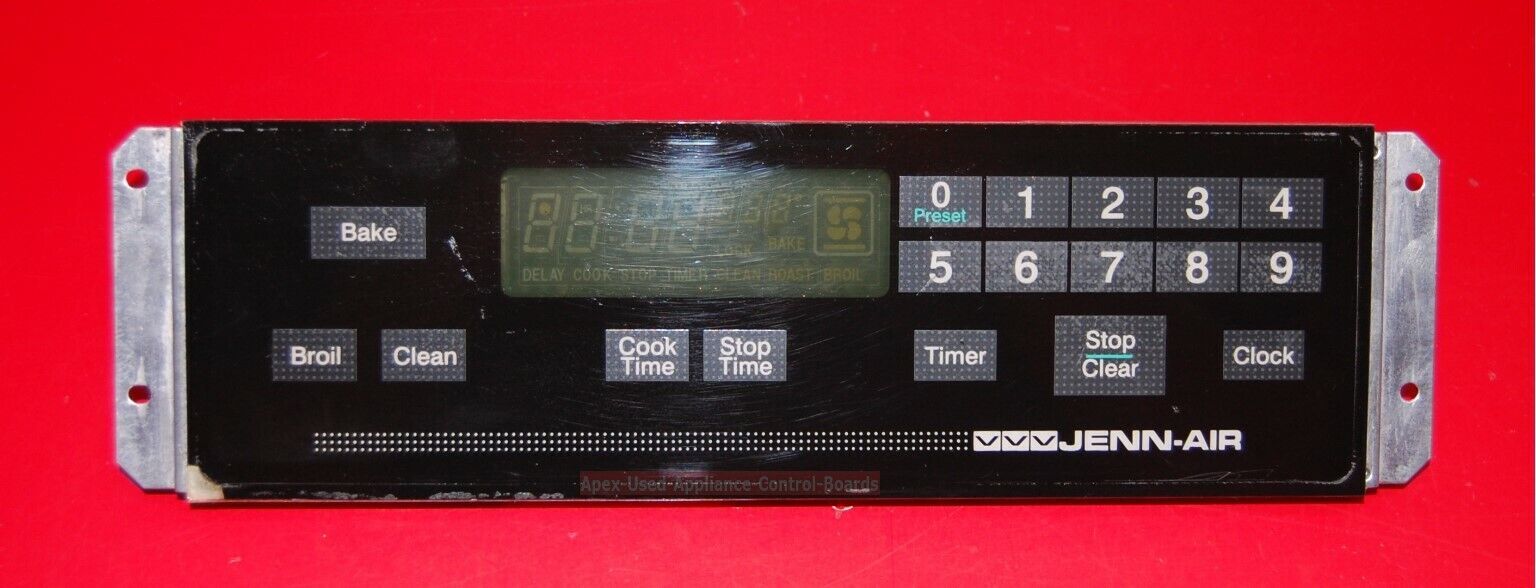 Bake
LOCK BAKE
DELAY COOK STOP TIMER CLEAN ROAST BROIL
0 1 2 3 4
Preset
5 6 7 8 9
Broil Clean
Cook
Time
Stop
Time
Timer
Stop
Clear
Clock
JENN-AIR
Apex-Used-Appliance-Control-Boards